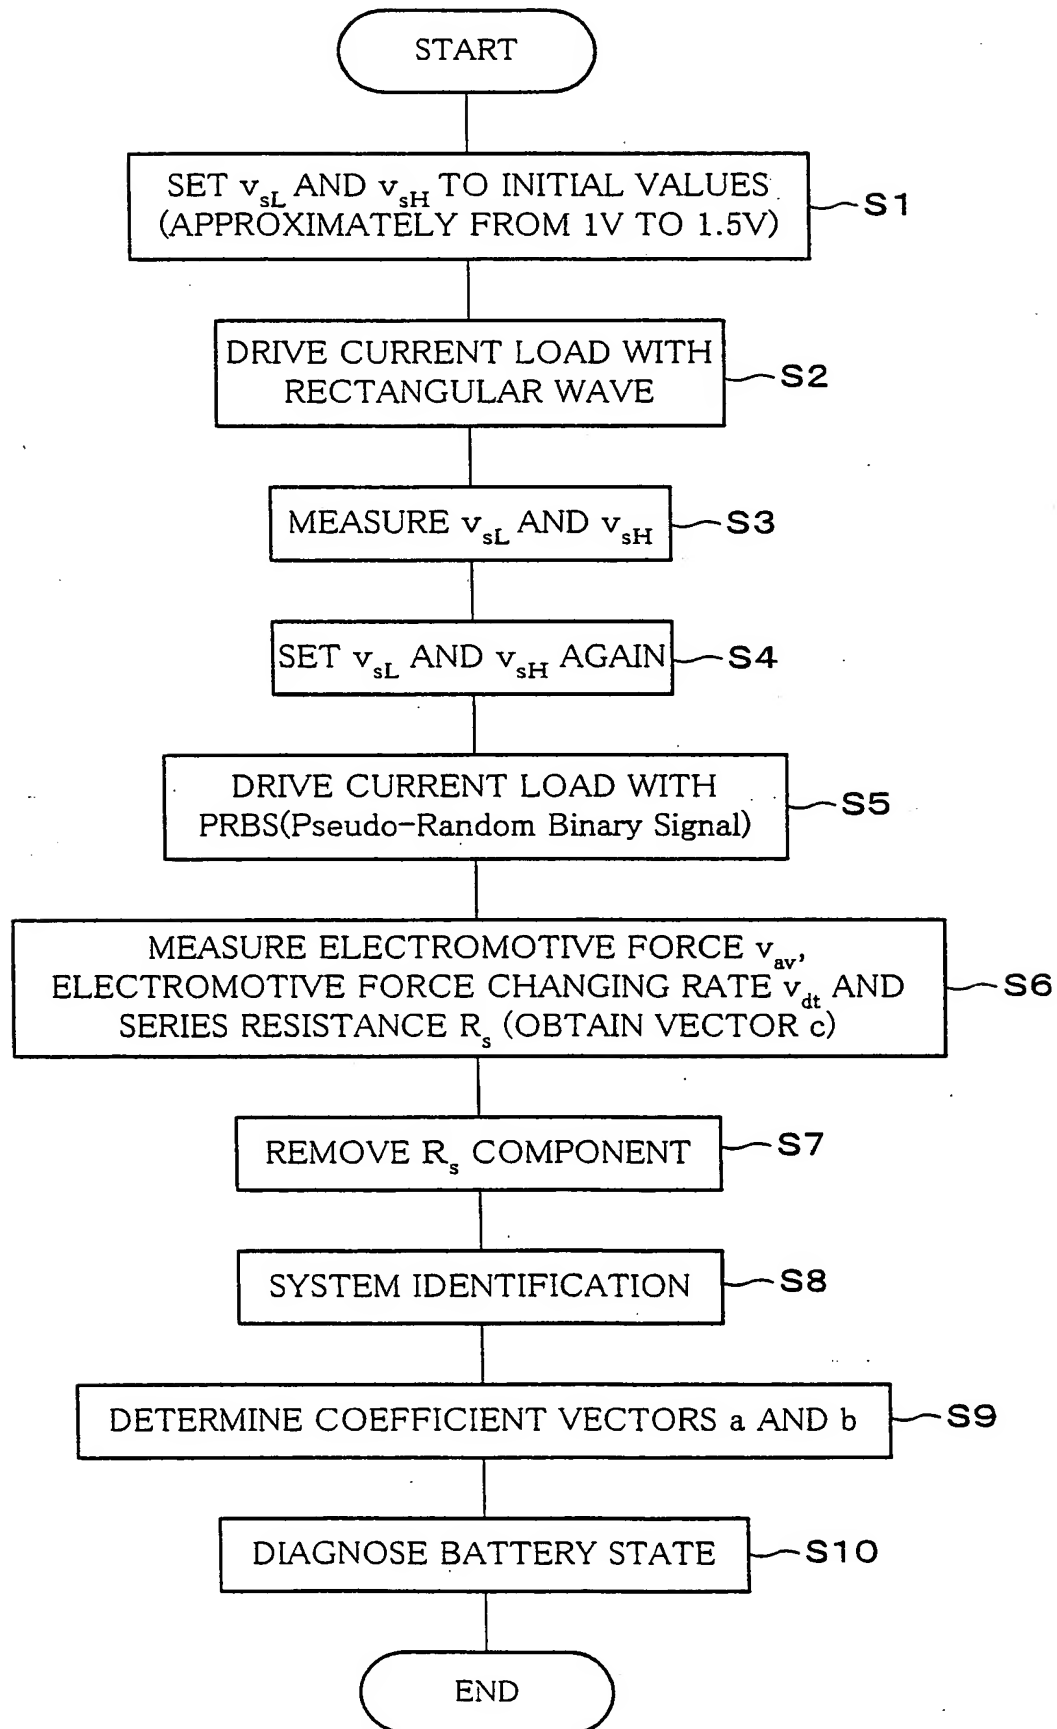 START
SET vsL AND vsH TO INITIAL VALUES
(APPROXIMATELY FROM 1V TO 1.5V)
S1
DRIVE CURRENT LOAD WITH
RECTANGULAR WAVE
S2
MEASURE vsL AND vsH
S3
SET vsL AND vsH AGAIN
S4
DRIVE CURRENT LOAD WITH
PRBS(Pseudo-Random Binary Signal)
S5
MEASURE ELECTROMOTIVE FORCE vav,
ELECTROMOTIVE FORCE CHANGING RATE vdt AND
SERIES RESISTANCE Rs (OBTAIN VECTOR c)
S6
REMOVE Rs COMPONENT
S7
SYSTEM IDENTIFICATION
S8
DETERMINE COEFFICIENT VECTORS a AND b
S9
DIAGNOSE BATTERY STATE
S10
END